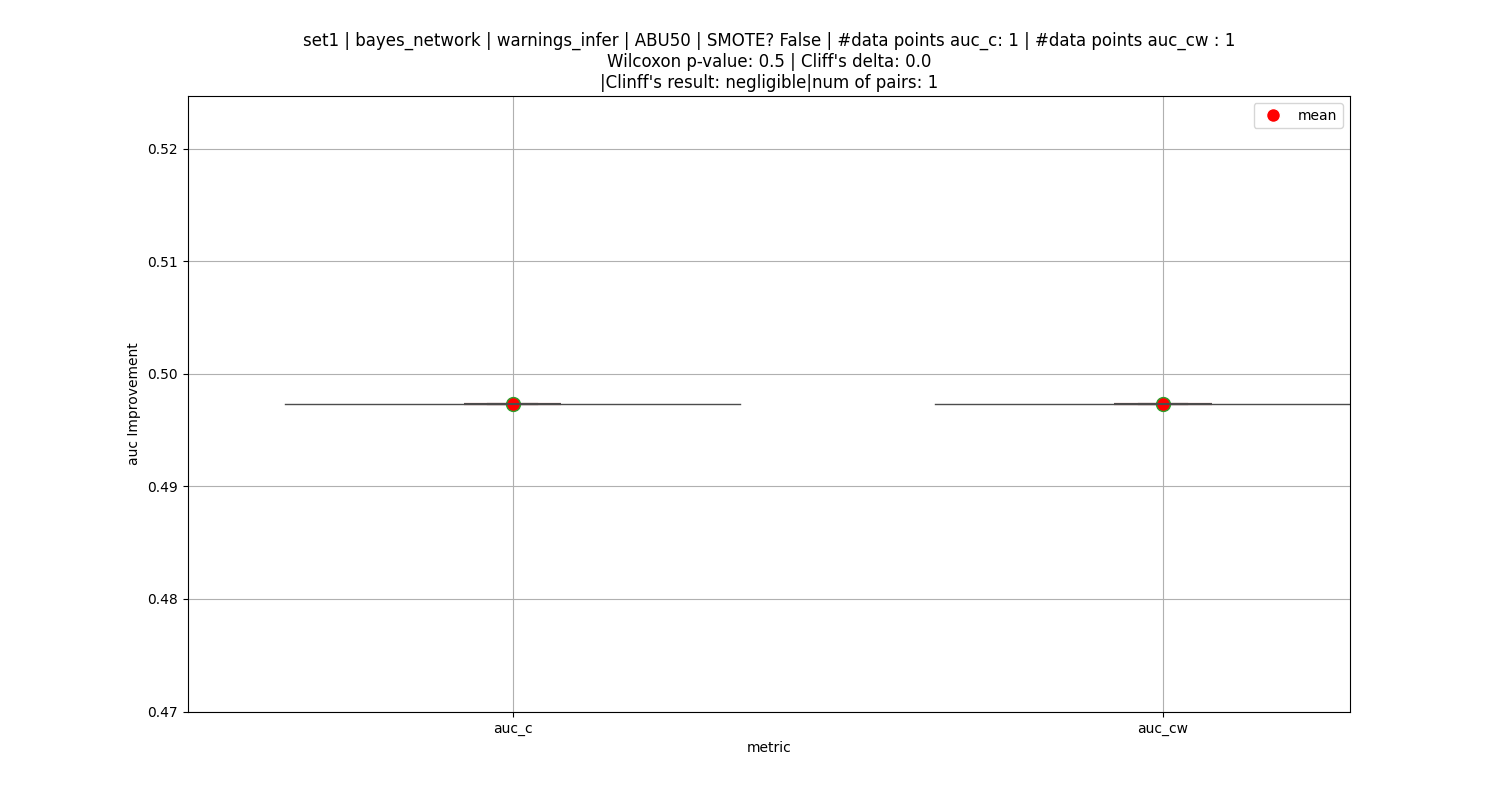 set1 | bayes_network | warnings_infer | ABU50 | SMOTE? False | #data points auc_c: 1 | #data points auc_cw : 1
Wilcoxon p-value: 0.5 | Cliff's delta: 0.0
|Clinff's result: negligible|num of pairs: 1
mean
0.52
0.51
0.50
0.49
0.48
0.47
auc Improvement
auc_c
auc_cw
metric